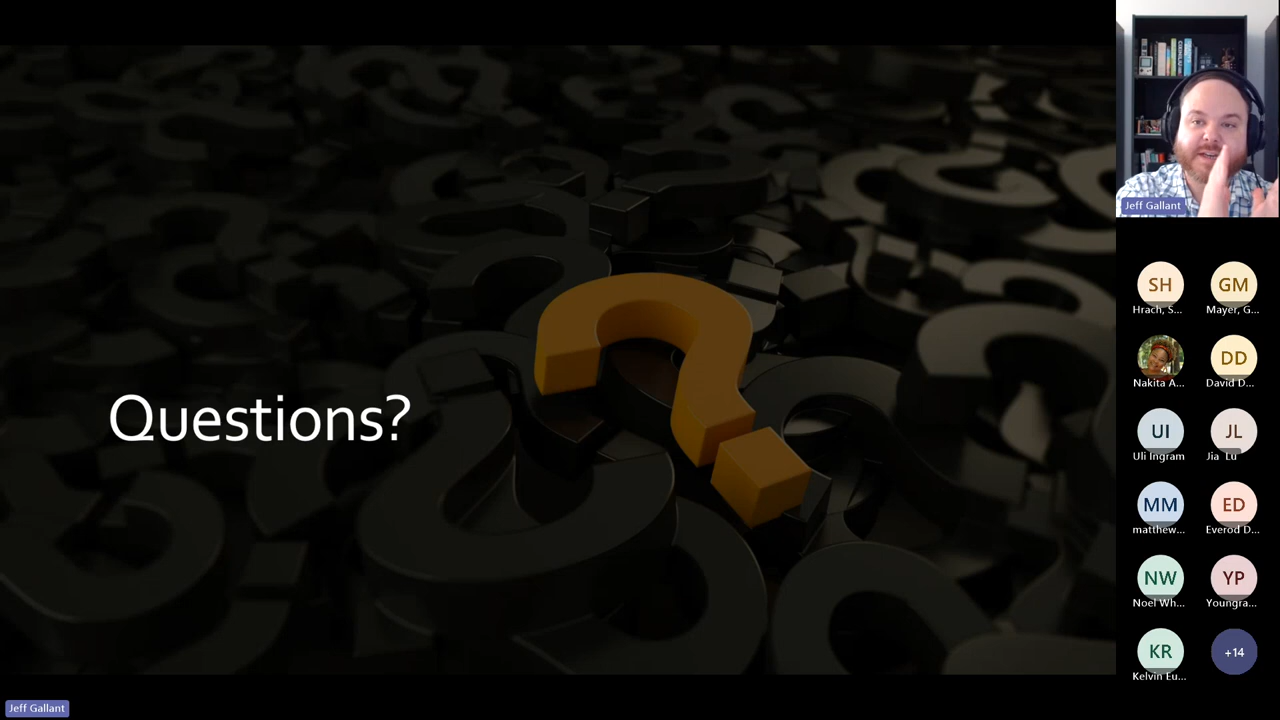 Questions?
Jeff Gallant
SH
GM
Hrach, S...
Mayer, G...
DD
Nakita A...
David D...
UI
JL
Uli Ingram
Jia Lu
MM
ED
matthew...
Everod D...
NW
YP
Noel Wh...
Youngra...
KR
+14
Kelvin Eu...
Jeff Gallant